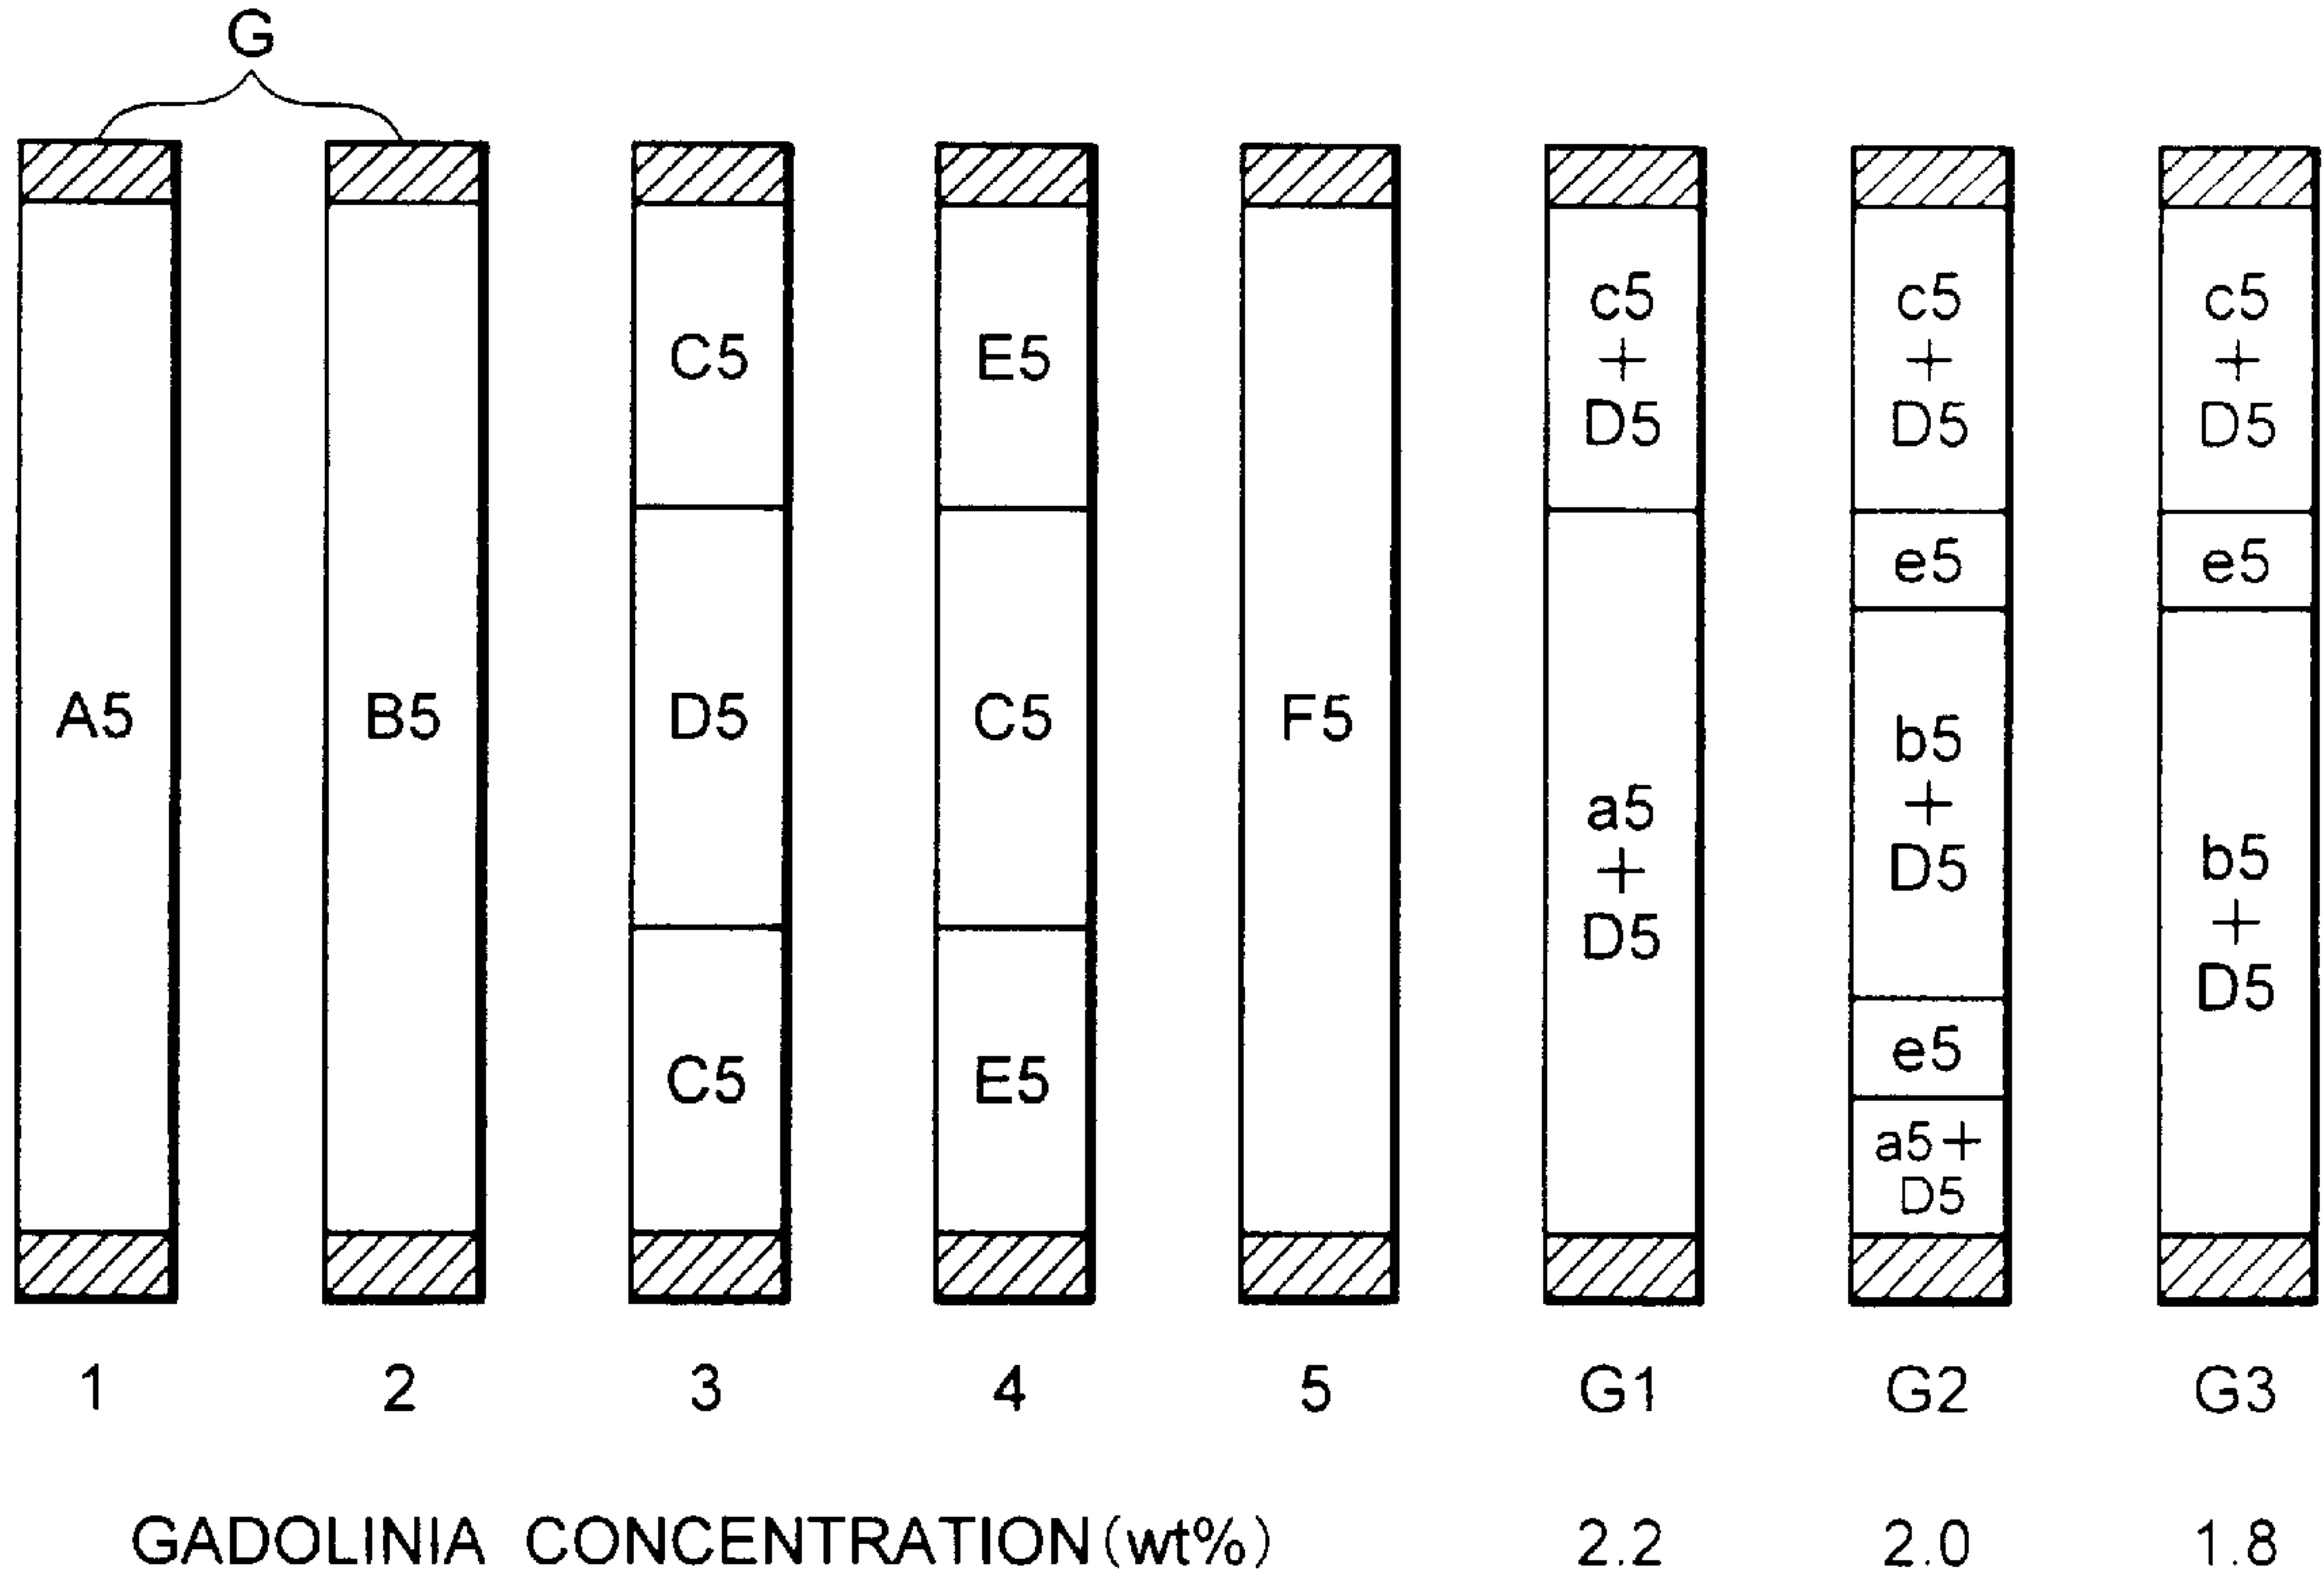 G
A5
B5
C5
D5
C5
E5
C5
E5
F5
c5
+
D5
a5
+
D5
c5
+
D5
e5
b5
+
D5
e5
a5+
D5
c5
+
D5
e5
b5
+
D5
1 2 3 4 5 G1 G2 G3
GADOLINIA CONCENTRATION (wt%) 2.2 2.0 1.8